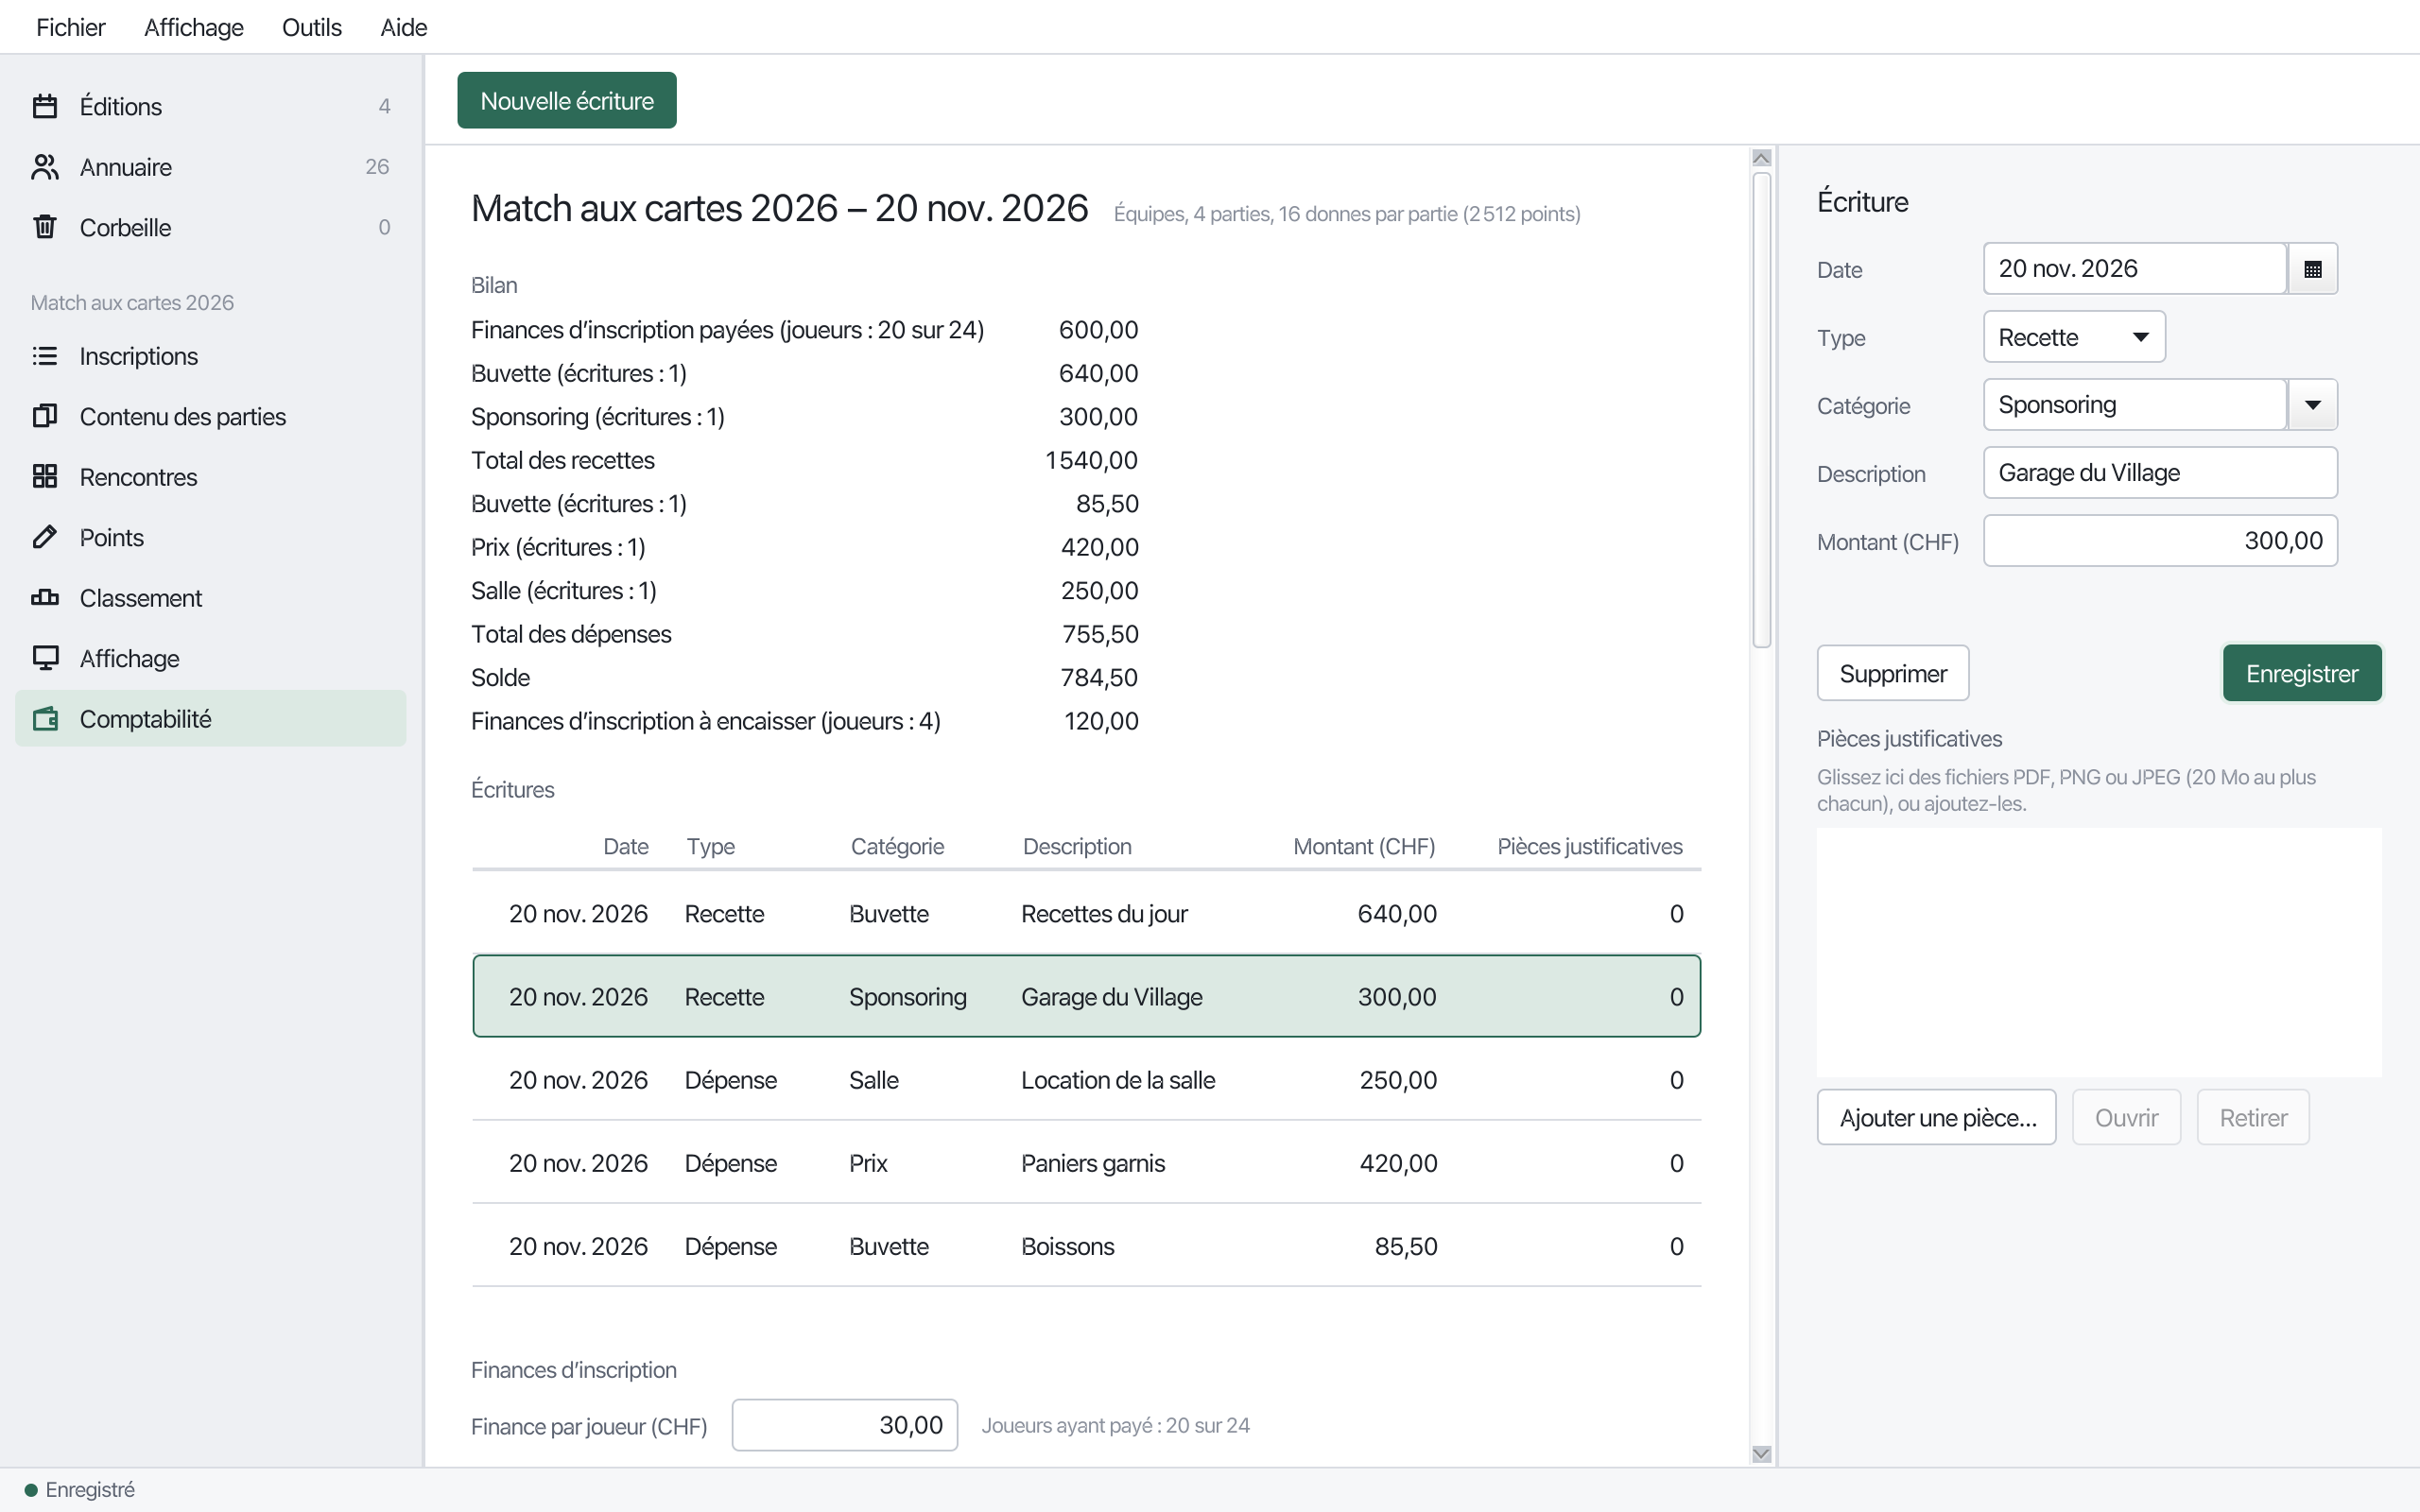 Fichier Affichage Outils Aide
Éditions 4
Annuaire 26
Corbeille 0
Match aux cartes 2026
Inscriptions
Contenu des parties
Rencontres
Points
Classement
Affichage
Comptabilité
Nouvelle écriture
Match aux cartes 2026 – 20 nov. 2026 Équipes, 4 parties, 16 donnes par partie (2 512 points)
Bilan
Finances d’inscription payées (joueurs : 20 sur 24) 600,00
Buvette (écritures : 1) 640,00
Sponsoring (écritures : 1) 300,00
Total des recettes 1 540,00
Buvette (écritures : 1) 85,50
Prix (écritures : 1) 420,00
Salle (écritures : 1) 250,00
Total des dépenses 755,50
Solde 784,50
Finances d’inscription à encaisser (joueurs : 4) 120,00
Écritures
Date Type Catégorie Description Montant (CHF) Pièces justificatives
20 nov. 2026 Recette Buvette Recettes du jour 640,00 0
20 nov. 2026 Recette Sponsoring Garage du Village 300,00 0
20 nov. 2026 Dépense Salle Location de la salle 250,00 0
20 nov. 2026 Dépense Prix Paniers garnis 420,00 0
20 nov. 2026 Dépense Buvette Boissons 85,50 0
Finances d’inscription
Finance par joueur (CHF) 30,00 Joueurs ayant payé : 20 sur 24
Écriture
Date 20 nov. 2026
Type Recette
Catégorie Sponsoring
Description Garage du Village
Montant (CHF) 300,00
Supprimer Enregistrer
Pièces justificatives
Glissez ici des fichiers PDF, PNG ou JPEG (20 Mo au plus
chacun), ou ajoutez-les.
Ajouter une pièce... Ouvrir Retirer
Enregistré